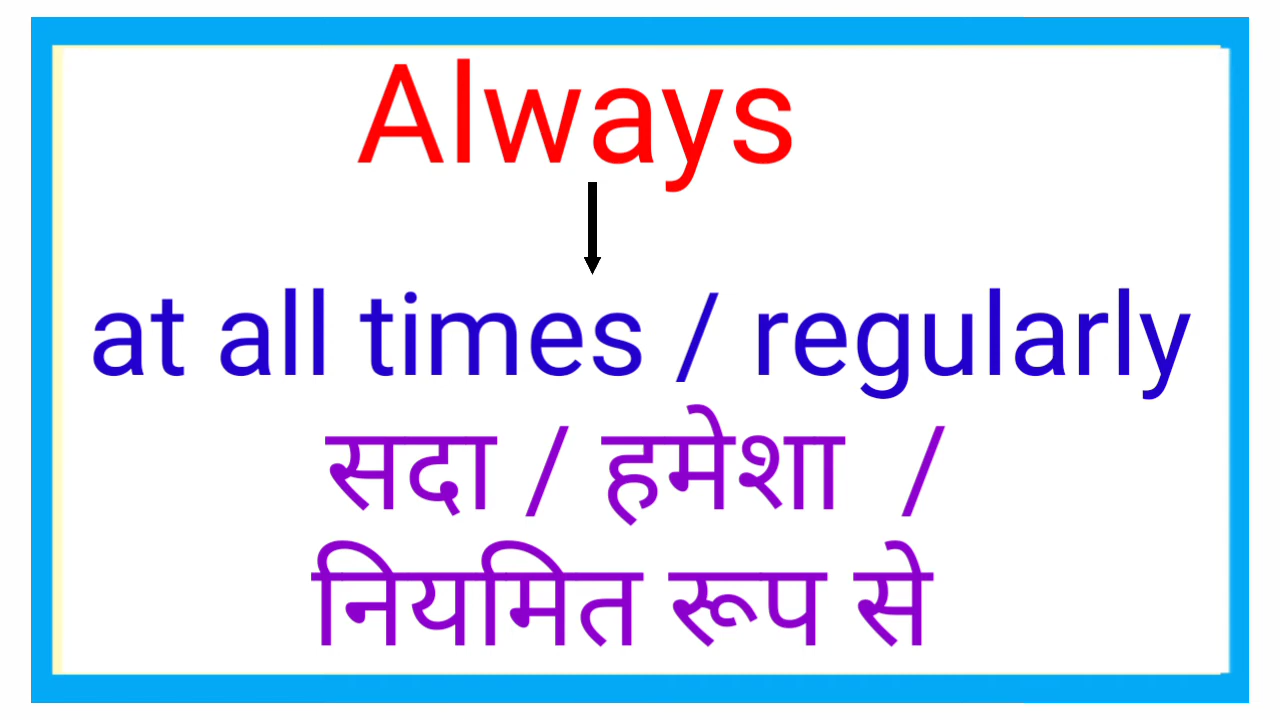 Always
at all times / regularly
सदा / हमेशा /
नियमित रूप से